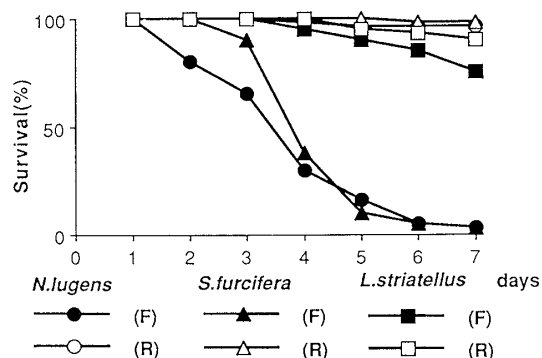 100
50
0
Survival(%)
0 1 2 3 4 5 6 7
N.lugens S.furcifera L.striatellus days
(F) (F) (F)
(R) (R) (R)